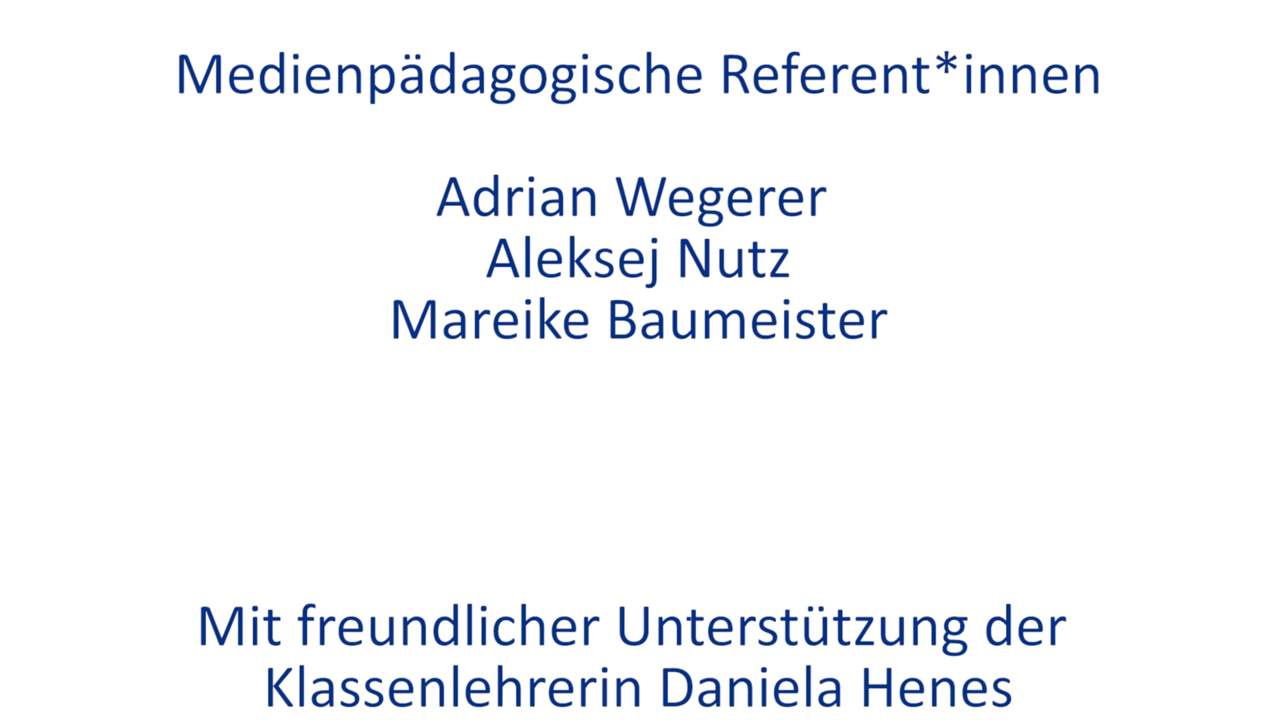 Medienpädagogische Referent*innen
Adrian Wegerer
Aleksej Nutz
Mareike Baumeister
Mit freundlicher Unterstützung der
Klassenlehrerin Daniela Henes